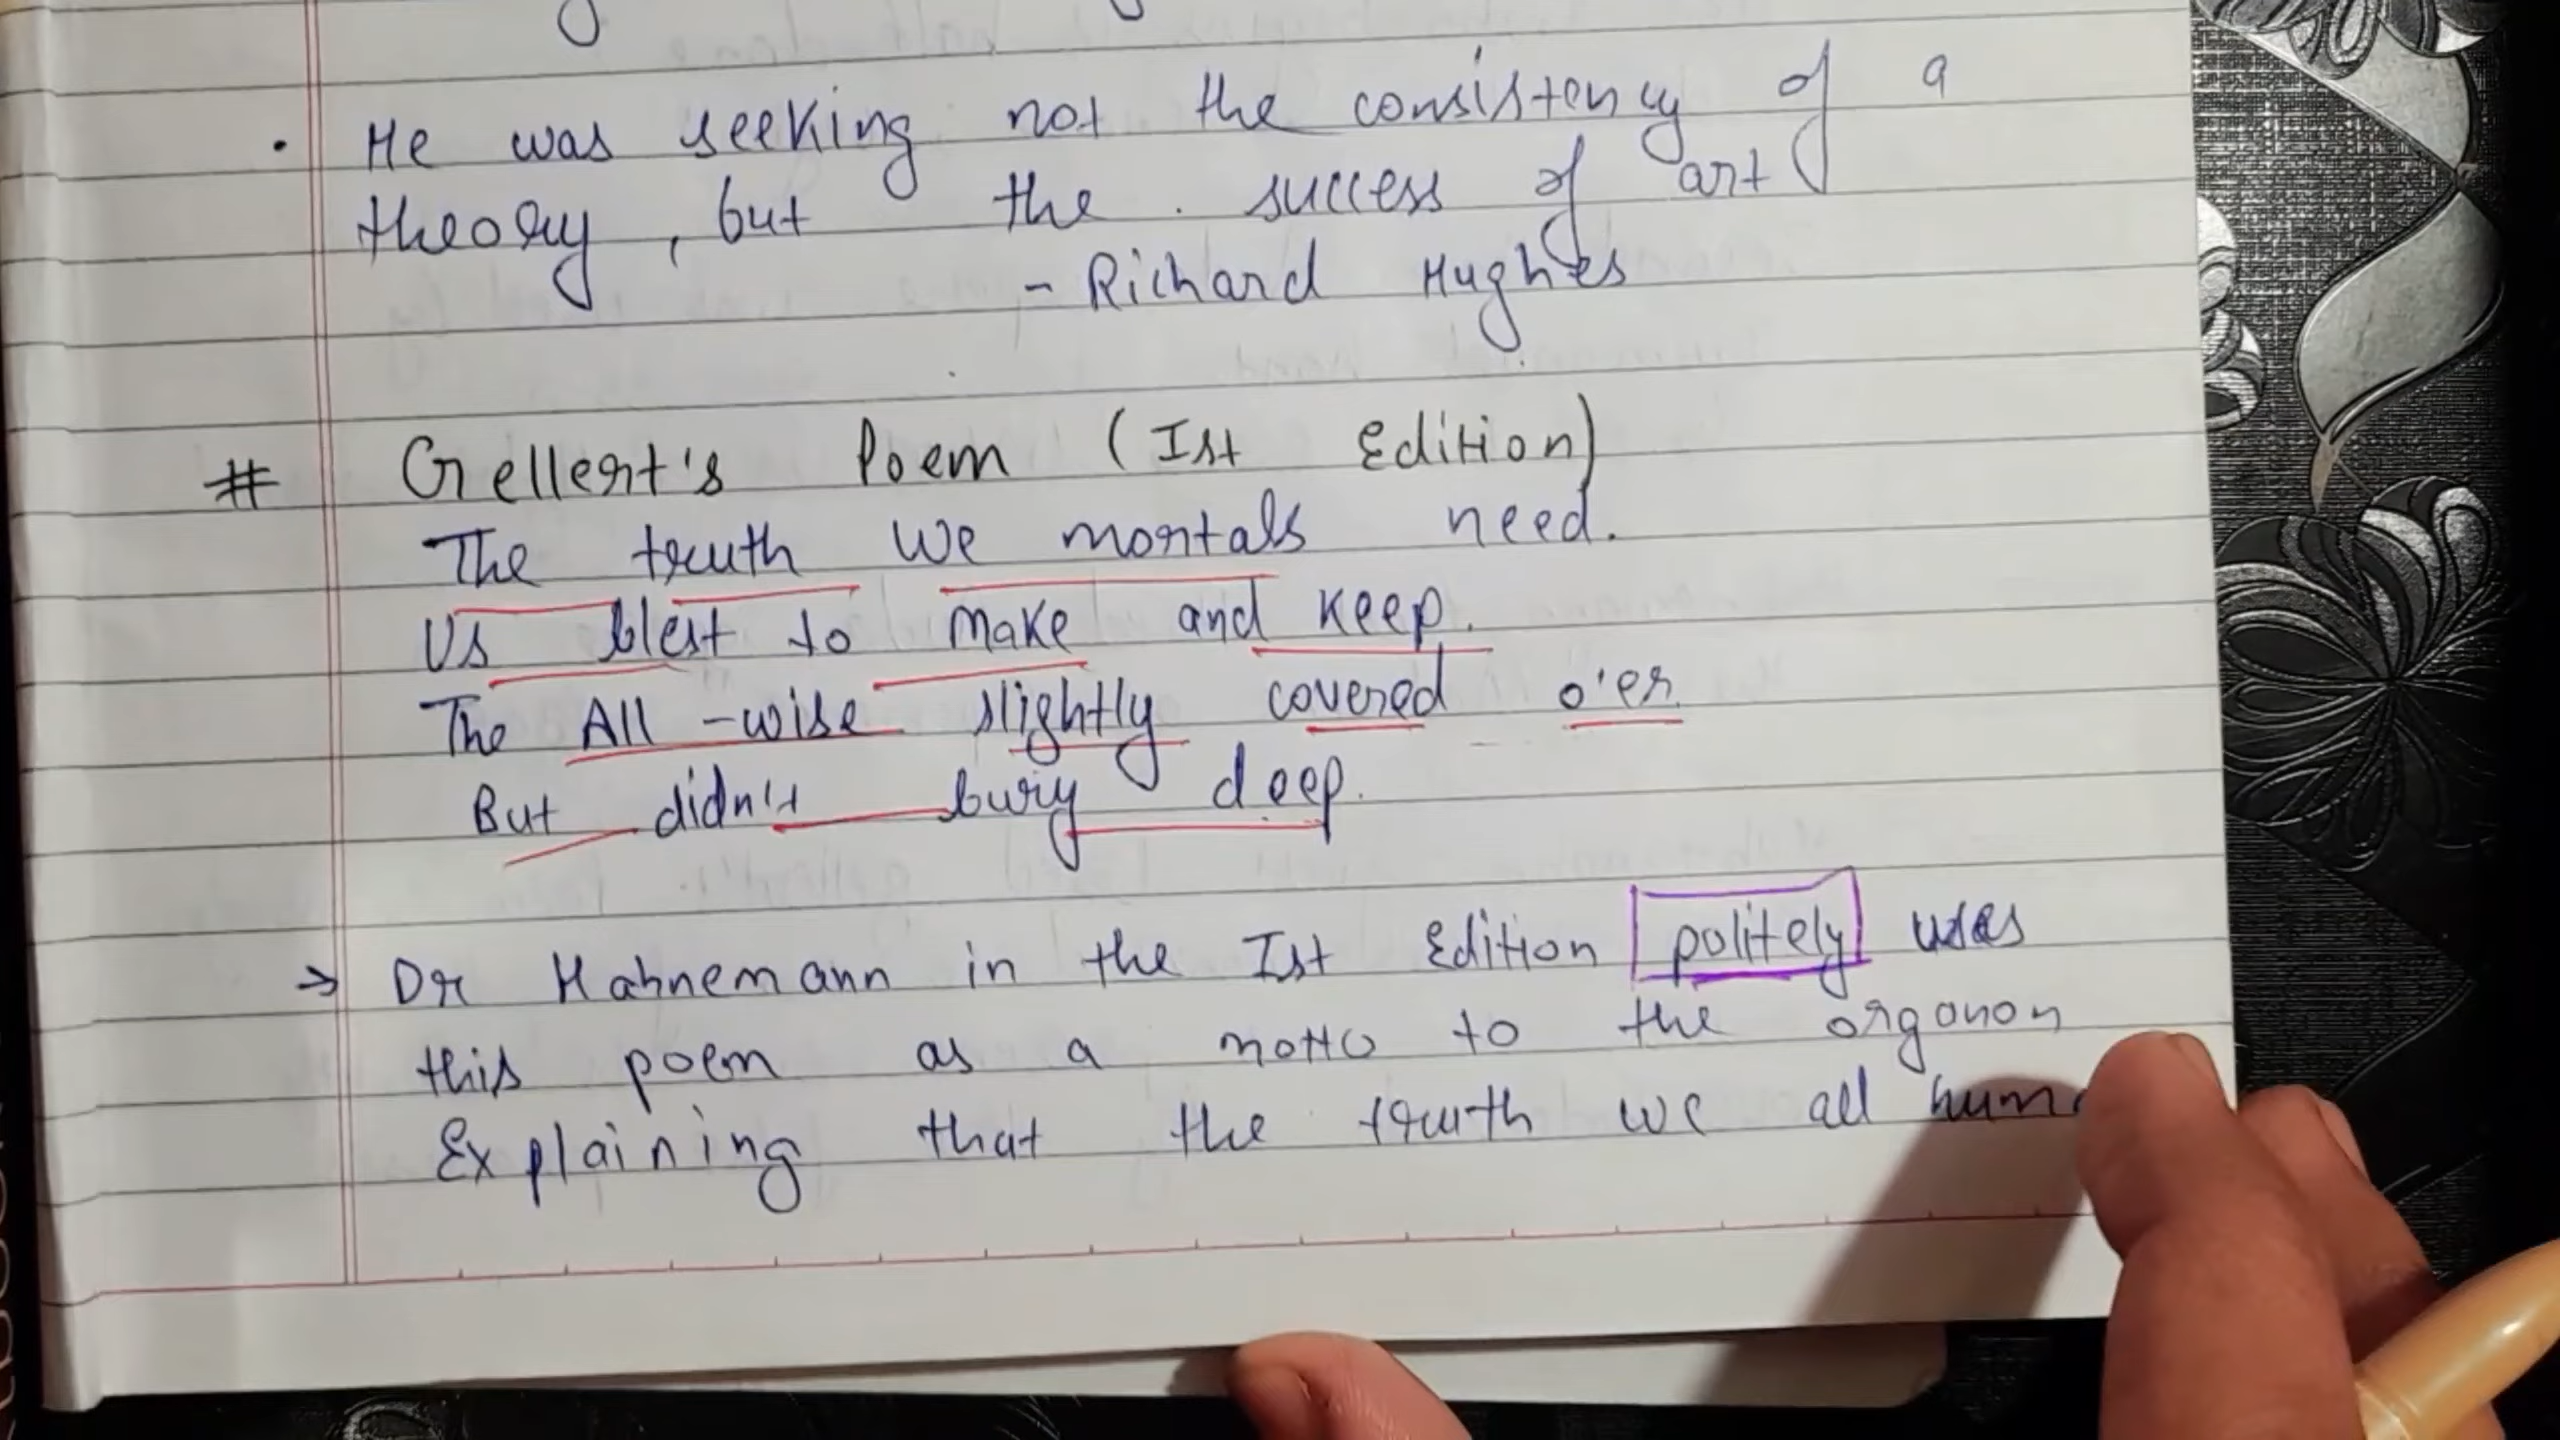 • He was seeking not the consistency of a
theory, but the success of art
- Richard Hughes
# Gellert's Poem (Ist Edition)
The truth we mortals need.
Us blest to make and keep.
The All-wise slightly covered o'er
But didn't bury deep.
→ Dr Hahnemann in the Ist Edition politely uses
this poem as a motto to the organon
Explaining that the truth we all